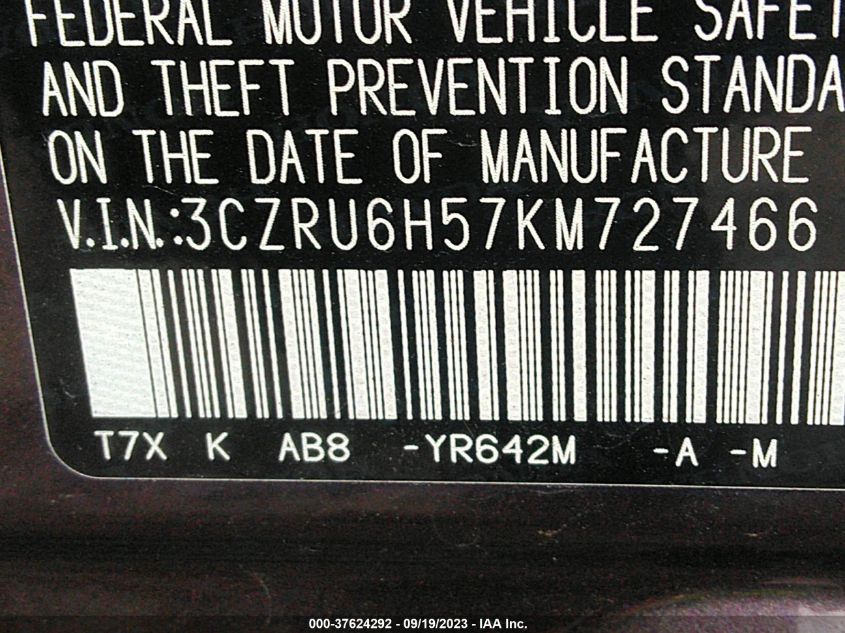 FEDERAL MOTOR VEHICLE SAFET
AND THEFT PREVENTION STANDA
ON THE DATE OF MANUFACTURE
V.I.N.:3CZRU6H57KM727466
T7X K AB8 -YR642M -A -M
000-37624292 - 09/19/2023 - IAA Inc.